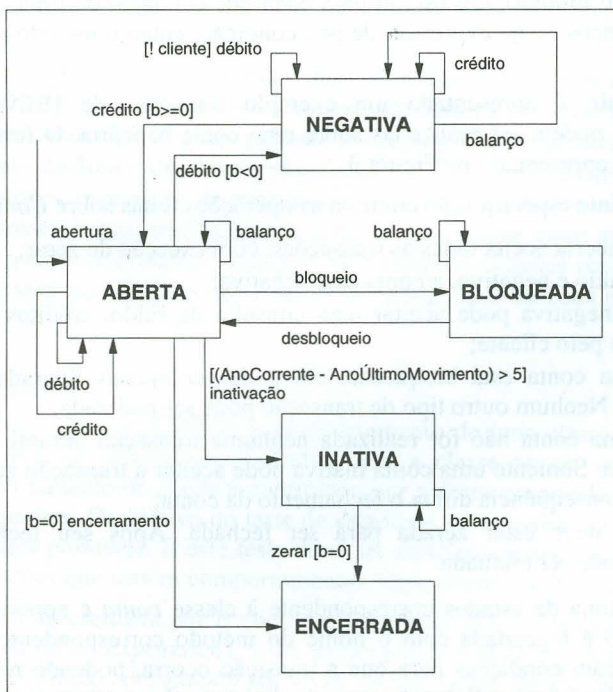 [! cliente] débito
crédito
NEGATIVA
crédito [b>=0]
balanço
débito [b<0]
abertura
balanço
balanço
bloqueio
ABERTA
BLOQUEADA
desbloqueio
débito
[(AnoCorrente - AnoÚltimoMovimento) > 5]
inativação
crédito
INATIVA
[b=0] encerramento
balanço
zerar [b=0]
ENCERRADA